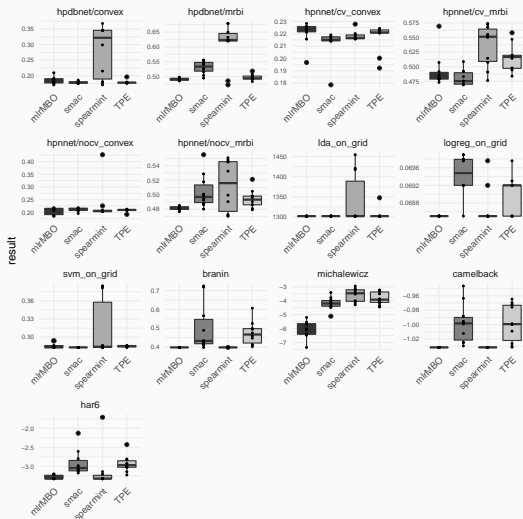 hpdbnet/convex
hpdbnet/mrbi
hpnnet/cv_convex
hpnnet/cv_mrbi
0.35
0.30
0.25
0.20
mlrMBO
smac
spearmint
TPE
0.65
0.60
0.55
0.50
mlrMBO
smac
spearmint
TPE
0.23
0.22
0.21
0.20
0.19
0.18
mlrMBO
smac
spearmint
TPE
0.575
0.550
0.525
0.500
0.475
mlrMBO
smac
spearmint
TPE
hpnnet/nocv_convex
hpnnet/nocv_mrbi
lda_on_grid
logreg_on_grid
0.40
0.35
0.30
0.25
0.20
mlrMBO
smac
spearmint
TPE
0.54
0.52
0.50
0.48
mlrMBO
smac
spearmint
TPE
1450
1400
1350
1300
mlrMBO
smac
spearmint
TPE
0.0696
0.0692
0.0688
mlrMBO
smac
spearmint
TPE
result
svm_on_grid
branin
michalewicz
camelback
0.36
0.33
0.30
mlrMBO
smac
spearmint
TPE
0.7
0.6
0.5
0.4
mlrMBO
smac
spearmint
TPE
-3
-4
-5
-6
-7
mlrMBO
smac
spearmint
TPE
-0.96
-0.98
-1.00
-1.02
mlrMBO
smac
spearmint
TPE
har6
-2.0
-2.5
-3.0
mlrMBO
smac
spearmint
TPE